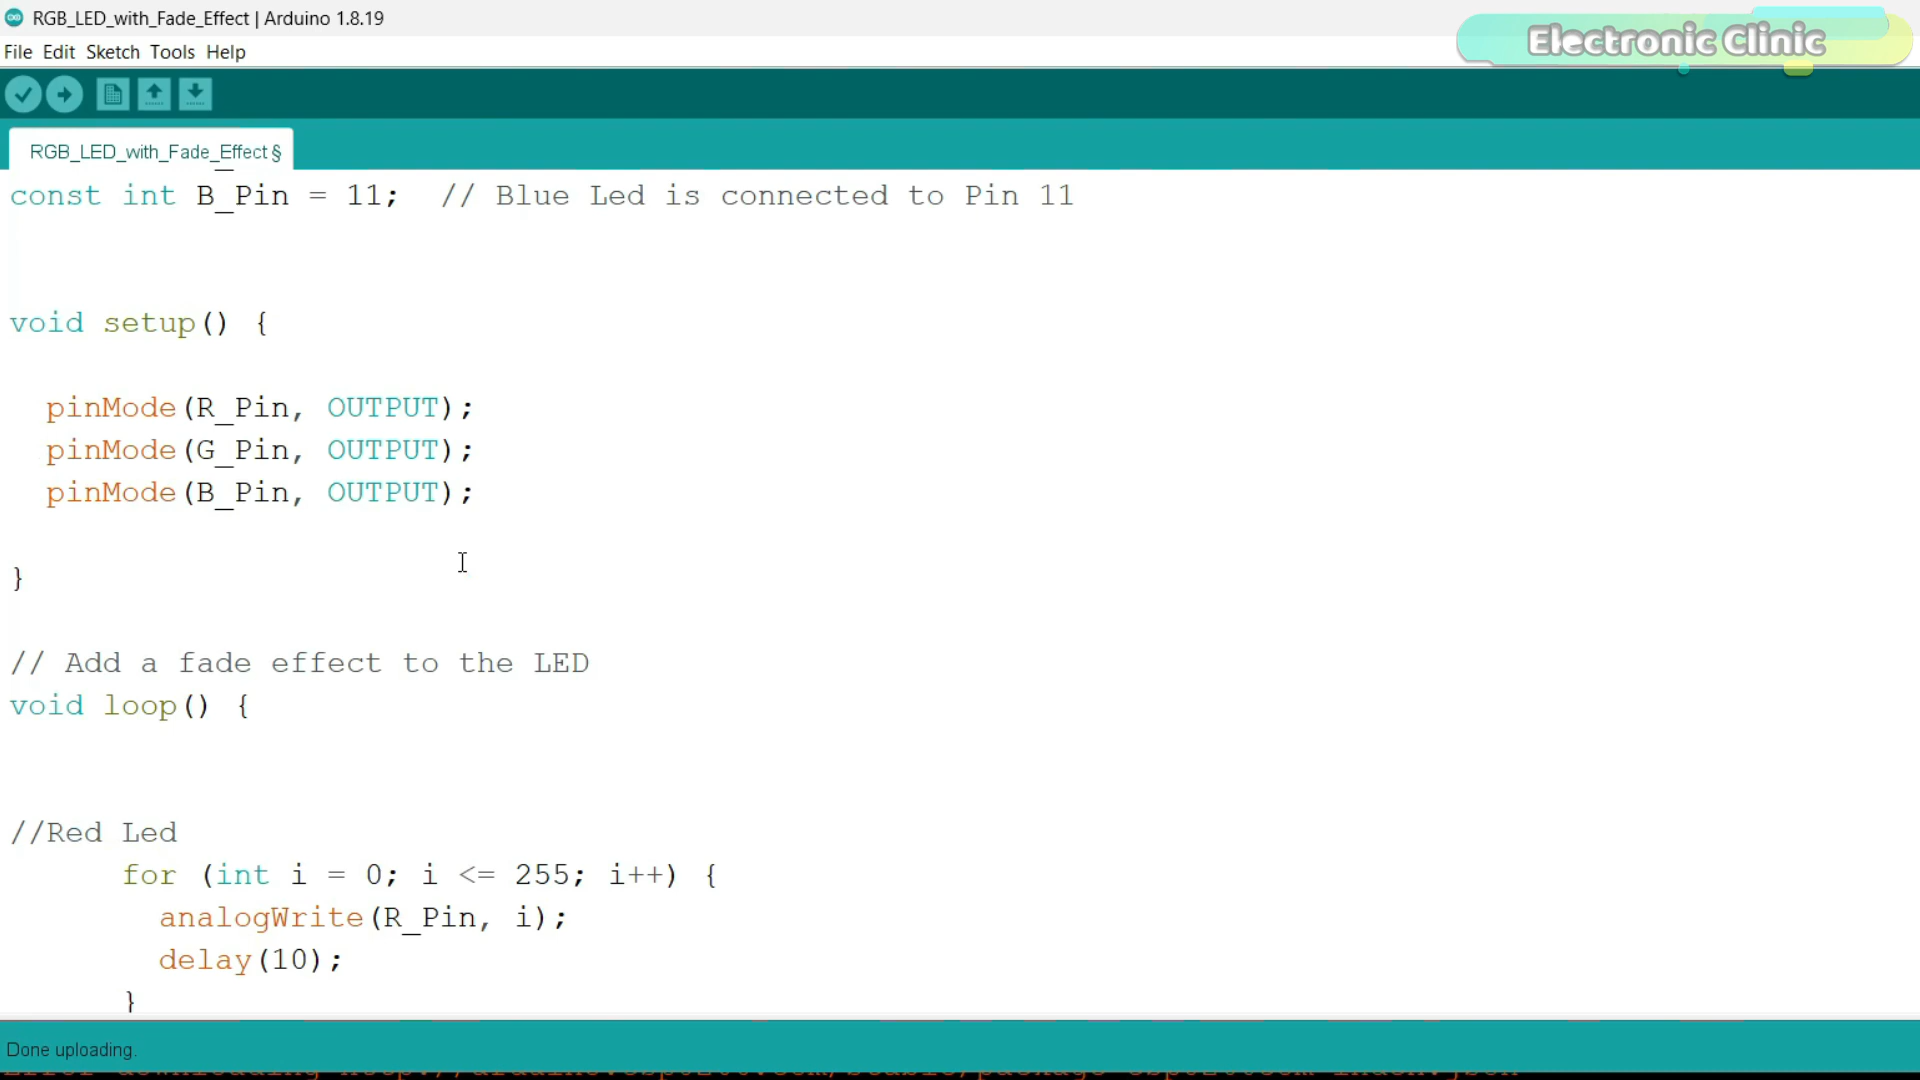 RGB_LED_with_Fade_Effect | Arduino 1.8.19
Electronic Clinic
File Edit Sketch Tools Help
RGB_LED_with_Fade_Effect §
const int B_Pin = 11;  // Blue Led is connected to Pin 11
void setup() {
pinMode(R_Pin, OUTPUT);
pinMode(G_Pin, OUTPUT);
pinMode(B_Pin, OUTPUT);
}
// Add a fade effect to the LED
void loop() {
//Red Led
for (int i = 0; i <= 255; i++) {
analogWrite(R_Pin, i);
delay(10);
}
Done uploading.